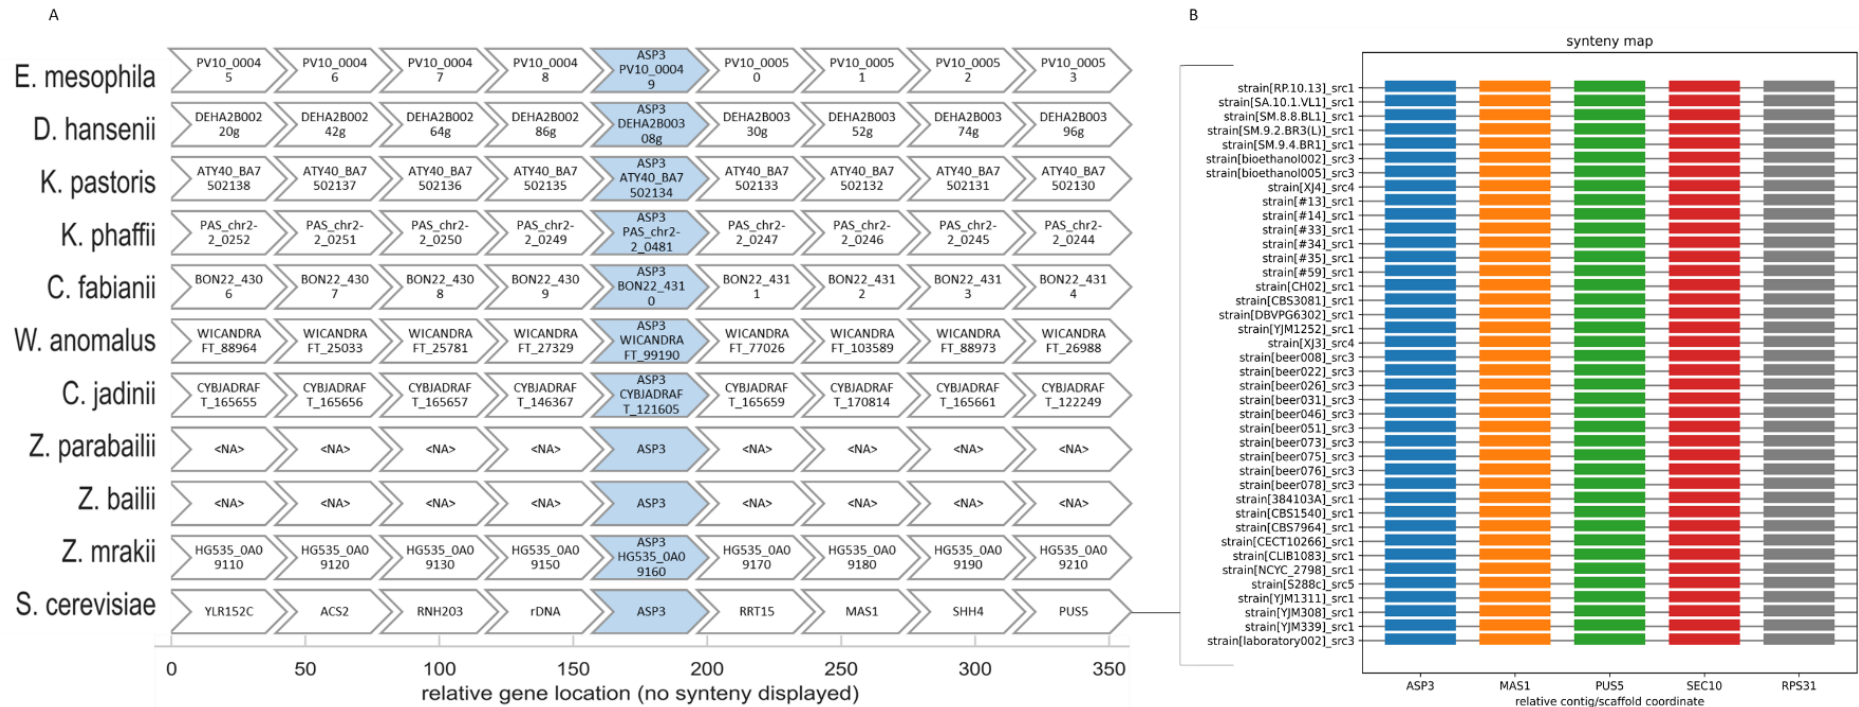 A
E. mesophila
PV10_0004
5
PV10_0004
6
PV10_0004
7
PV10_0004
8
ASP3
PV10_0004
9
PV10_0005
0
PV10_0005
1
PV10_0005
2
PV10_0005
3
D. hansenii
DEHA2B002
20g
DEHA2B002
42g
DEHA2B002
64g
DEHA2B002
86g
ASP3
DEHA2B003
08g
DEHA2B003
30g
DEHA2B003
52g
DEHA2B003
74g
DEHA2B003
96g
K. pastoris
ATY40_BA7
502138
ATY40_BA7
502137
ATY40_BA7
502136
ATY40_BA7
502135
ASP3
ATY40_BA7
502134
ATY40_BA7
502133
ATY40_BA7
502132
ATY40_BA7
502131
ATY40_BA7
502130
K. phaffii
PAS_chr2-
2_0252
PAS_chr2-
2_0251
PAS_chr2-
2_0250
PAS_chr2-
2_0249
ASP3
PAS_chr2-
2_0481
PAS_chr2-
2_0247
PAS_chr2-
2_0246
PAS_chr2-
2_0245
PAS_chr2-
2_0244
C. fabianii
BON22_430
6
BON22_430
7
BON22_430
8
BON22_430
9
ASP3
BON22_431
0
BON22_431
1
BON22_431
2
BON22_431
3
BON22_431
4
W. anomalus
WICANDRA
FT_88964
WICANDRA
FT_25033
WICANDRA
FT_25781
WICANDRA
FT_27329
ASP3
WICANDRA
FT_99190
WICANDRA
FT_77026
WICANDRA
FT_103589
WICANDRA
FT_88973
WICANDRA
FT_26988
C. jadinii
CYBJADRAF
T_165655
CYBJADRAF
T_165656
CYBJADRAF
T_165657
CYBJADRAF
T_146367
ASP3
CYBJADRAF
T_121605
CYBJADRAF
T_165659
CYBJADRAF
T_170814
CYBJADRAF
T_165661
CYBJADRAF
T_122249
Z. parabailii
<NA>
<NA>
<NA>
<NA>
ASP3
<NA>
<NA>
<NA>
<NA>
Z. bailii
<NA>
<NA>
<NA>
<NA>
ASP3
<NA>
<NA>
<NA>
<NA>
Z. mrakii
HG535_0A0
9110
HG535_0A0
9120
HG535_0A0
9130
HG535_0A0
9150
ASP3
HG535_0A0
9160
HG535_0A0
9170
HG535_0A0
9180
HG535_0A0
9190
HG535_0A0
9210
S. cerevisiae
YLR152C
ACS2
RNH203
rDNA
ASP3
RRT15
MAS1
SHH4
PUS5
0
50
100
150
200
250
300
350
relative gene location (no synteny displayed)
B
synteny map
strain[RP.10.13]_src1
strain[SA.10.1.VL1]_src1
strain[SM.8.8.BL1]_src1
strain[SM.9.2.BR3(L)]_src1
strain[SM.9.4.BR1]_src1
strain[bioethanol002]_src3
strain[bioethanol005]_src3
strain[XJ4]_src4
strain[#13]_src1
strain[#14]_src1
strain[#33]_src1
strain[#34]_src1
strain[#35]_src1
strain[#59]_src1
strain[CH02]_src1
strain[CBS3081]_src1
strain[DBVPG6302]_src1
strain[YJM1252]_src1
strain[XJ3]_src4
strain[beer008]_src3
strain[beer022]_src3
strain[beer026]_src3
strain[beer031]_src3
strain[beer046]_src3
strain[beer051]_src3
strain[beer073]_src3
strain[beer075]_src3
strain[beer076]_src3
strain[beer078]_src3
strain[384103A]_src1
strain[CBS1540]_src1
strain[CBS7964]_src1
strain[CECT10266]_src1
strain[CLIB1083]_src1
strain[NCYC_2798]_src1
strain[S288c]_src5
strain[YJM1311]_src1
strain[YJM308]_src1
strain[YJM339]_src1
strain[laboratory002]_src3
ASP3
MAS1
PUS5
SEC10
RPS31
relative contig/scaffold coordinate